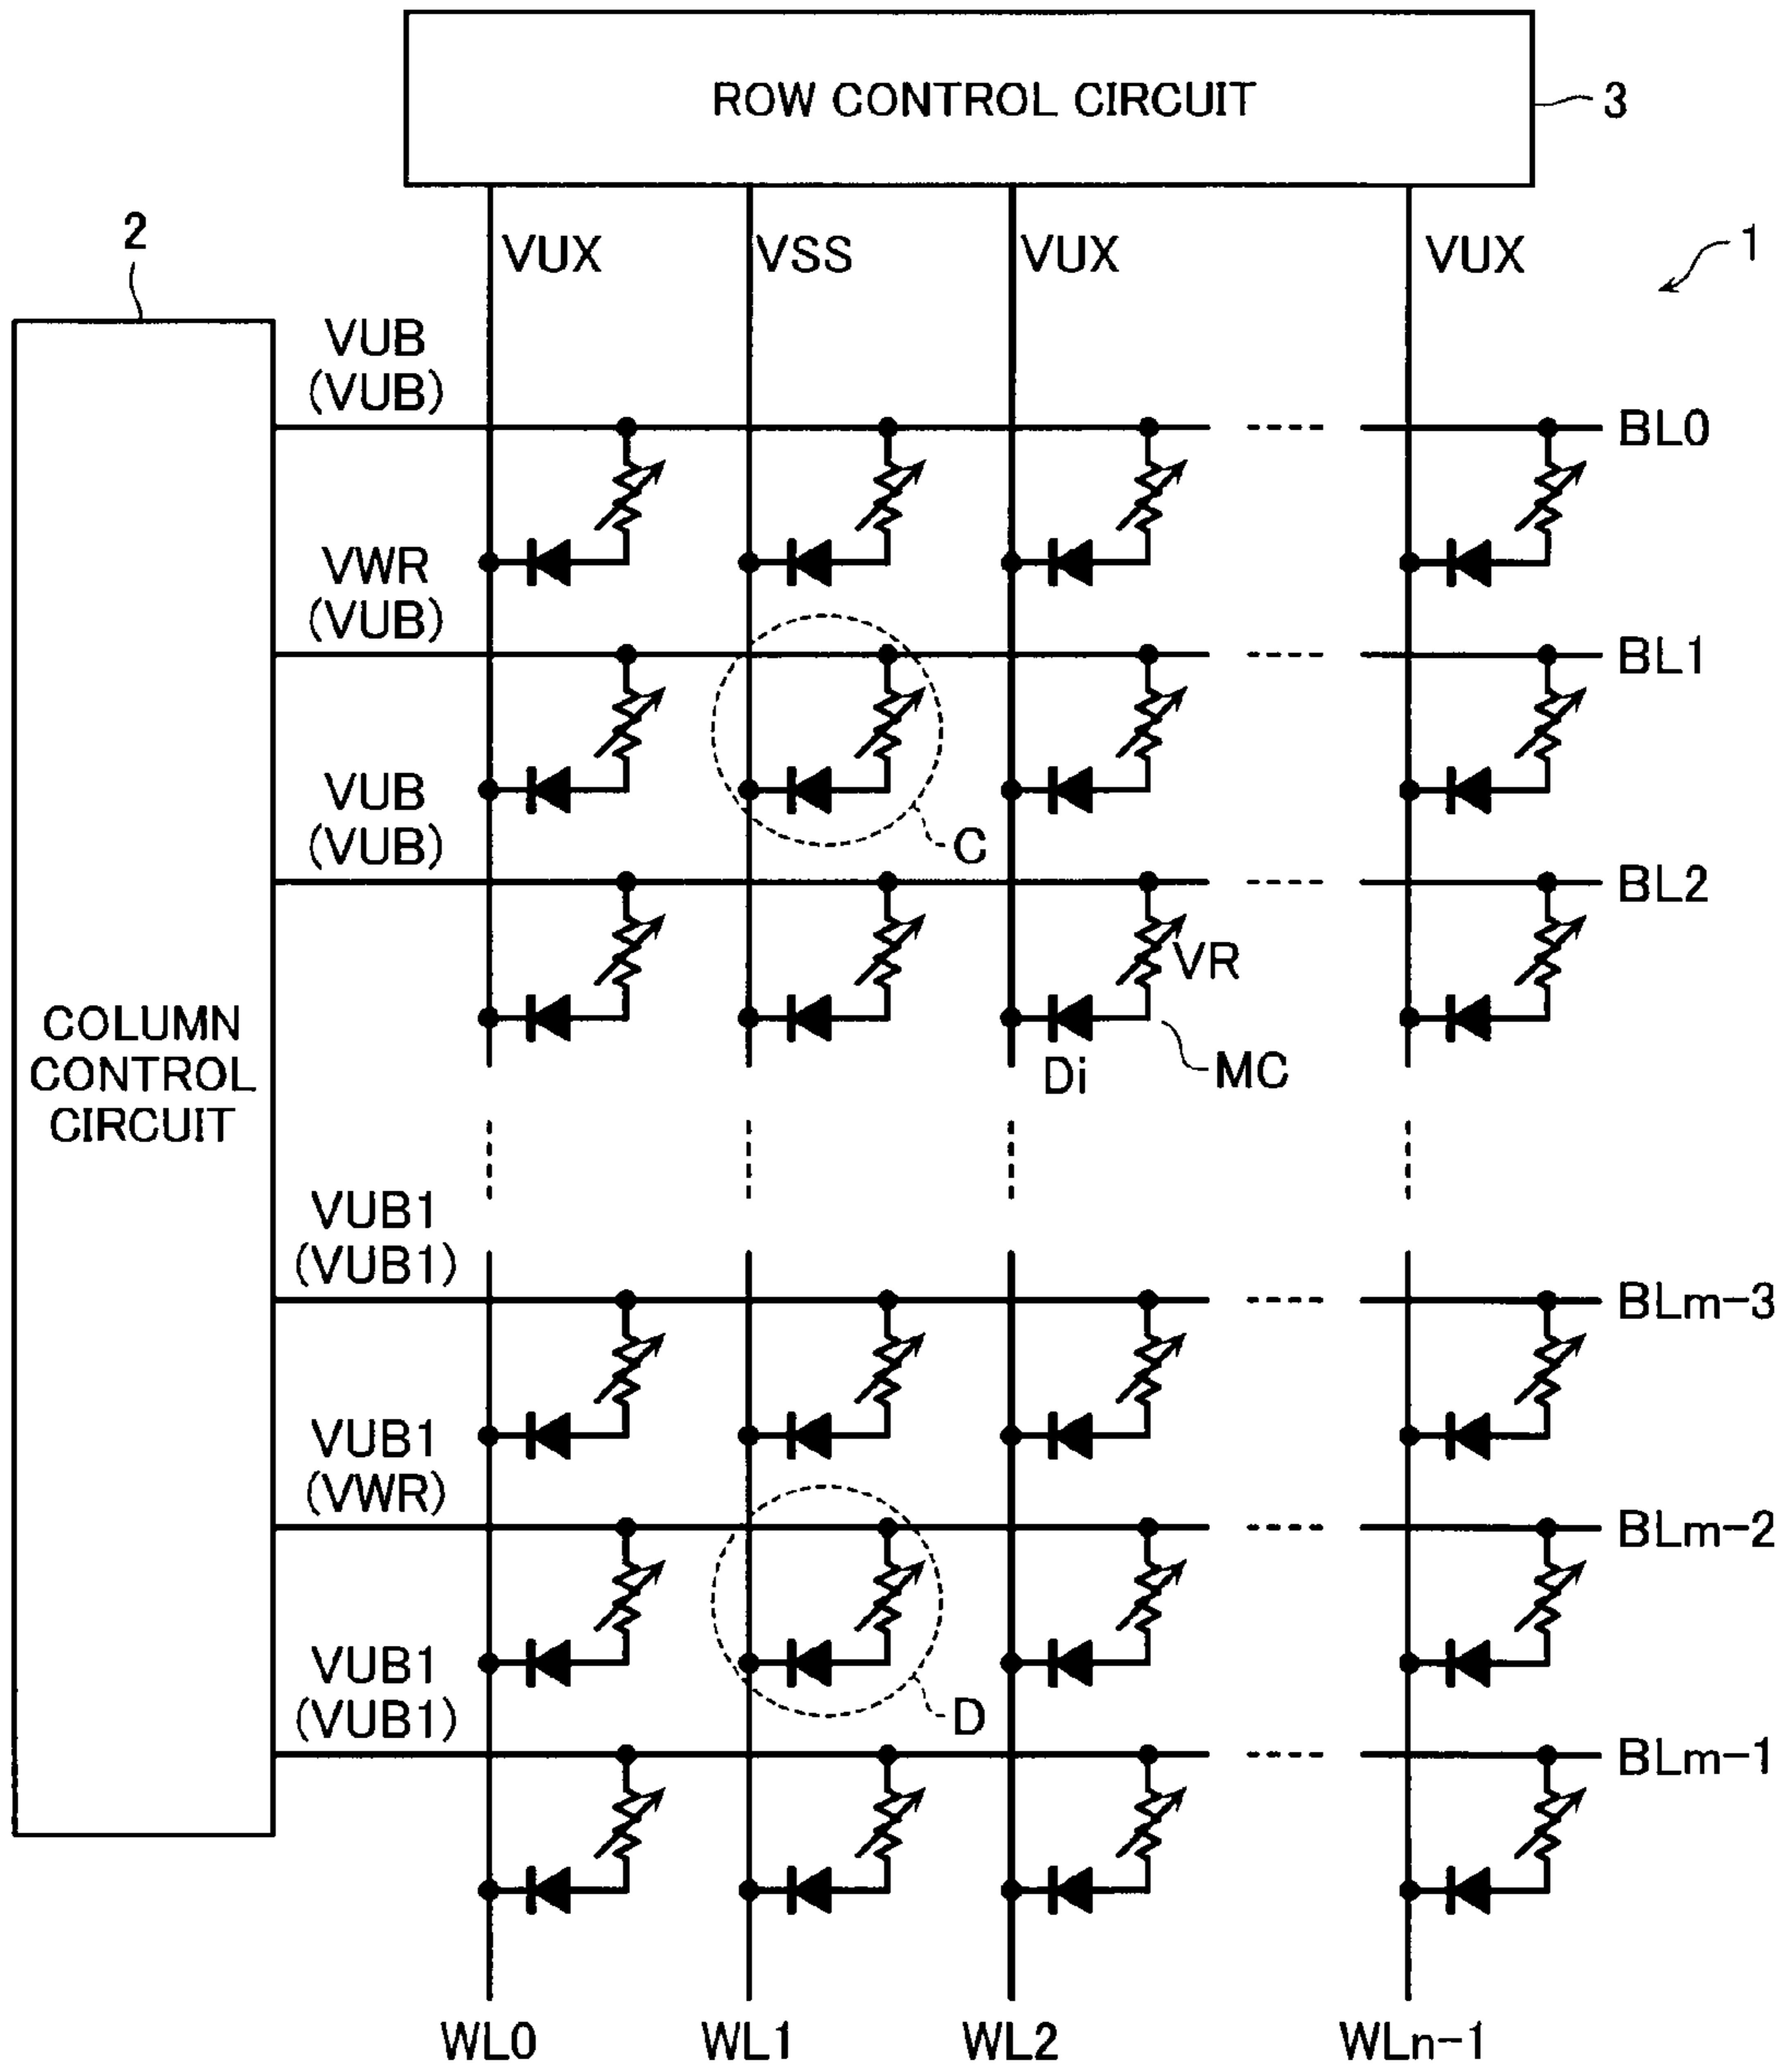 ROW CONTROL CIRCUIT
3
2
VUX VSS VUX VUX
1
VUB
(VUB)
BL0
VWR
(VUB)
BL1
VUB
(VUB)
C
BL2
VR
COLUMN
CONTROL
CIRCUIT
Di
MC
VUB1
(VUB1)
BLm-3
VUB1
(VWR)
BLm-2
VUB1
(VUB1)
D
BLm-1
WL0 WL1 WL2 WLn-1